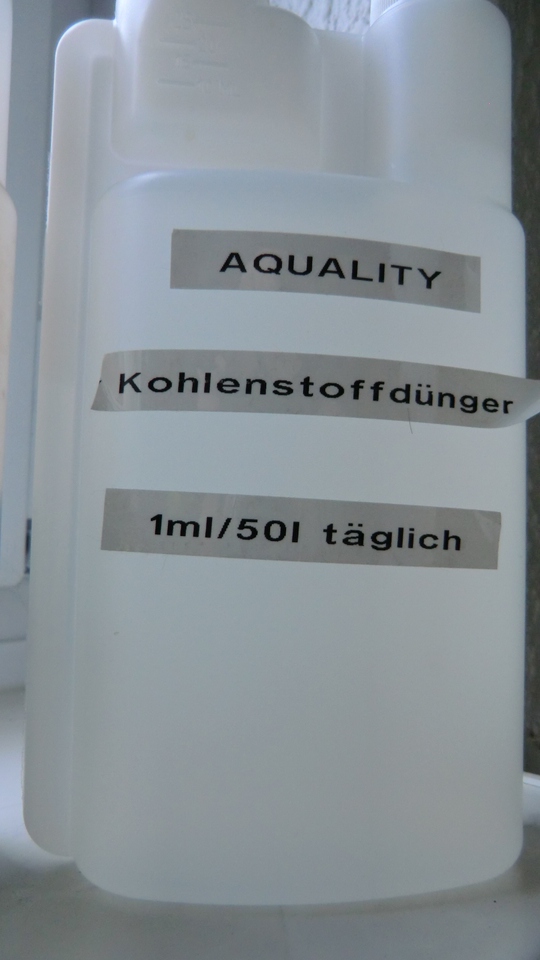 AQUALITY
Kohlenstoffdünger
1ml/50l täglich